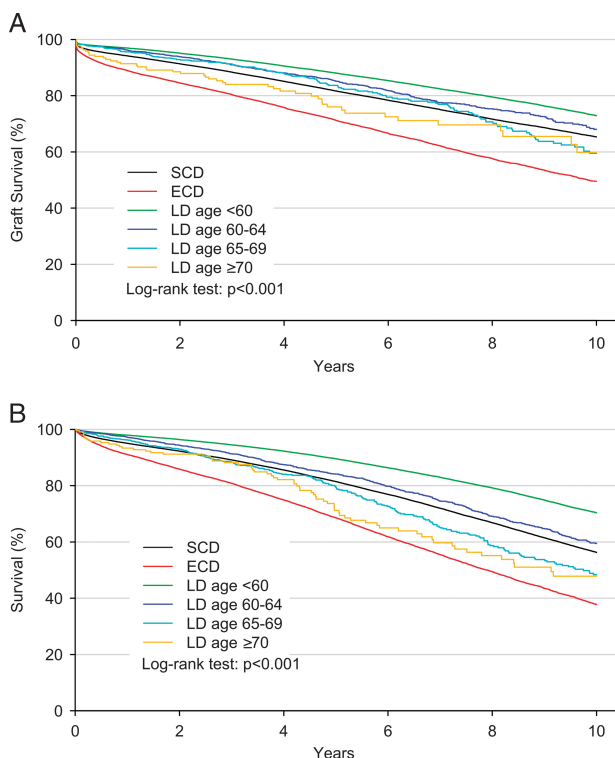 A
100
80
60
40
20
0
Graft Survival (%)
SCD
ECD
LD age <60
LD age 60-64
LD age 65-69
LD age ≥70
Log-rank test: p<0.001
0 2 4 6 8 10
Years
B
100
80
60
40
20
0
Survival (%)
SCD
ECD
LD age <60
LD age 60-64
LD age 65-69
LD age ≥70
Log-rank test: p<0.001
0 2 4 6 8 10
Years